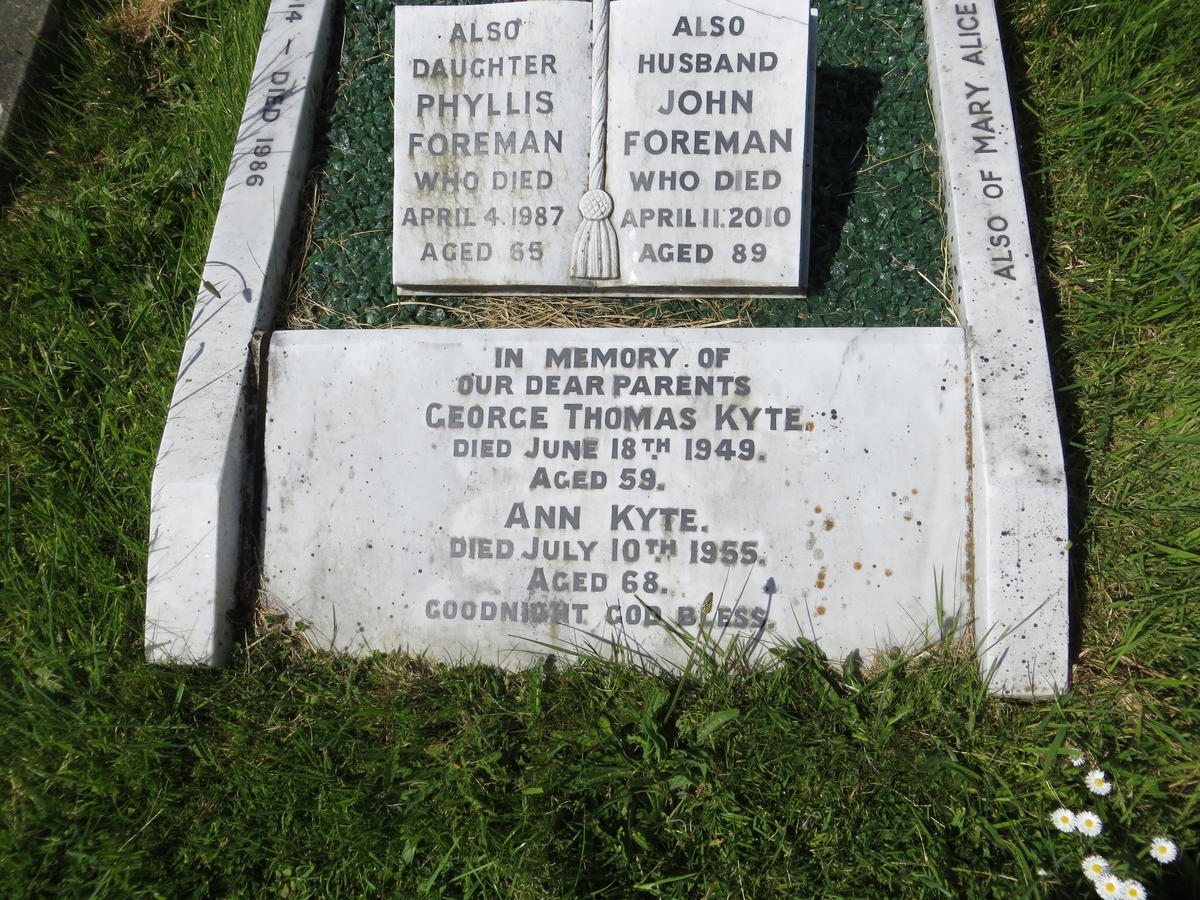 14 – DIED 1986
ALSO
DAUGHTER
PHYLLIS
FOREMAN
WHO DIED
APRIL 4. 1987
AGED 65
ALSO
HUSBAND
JOHN
FOREMAN
WHO DIED
APRIL 11. 2010
AGED 89
ALSO OF MARY ALICE
IN MEMORY OF
OUR DEAR PARENTS
GEORGE THOMAS KYTE.
DIED JUNE 18TH 1949.
AGED 59.
ANN KYTE.
DIED JULY 10TH 1955.
AGED 68.
GOODNIGHT GOD BLESS.